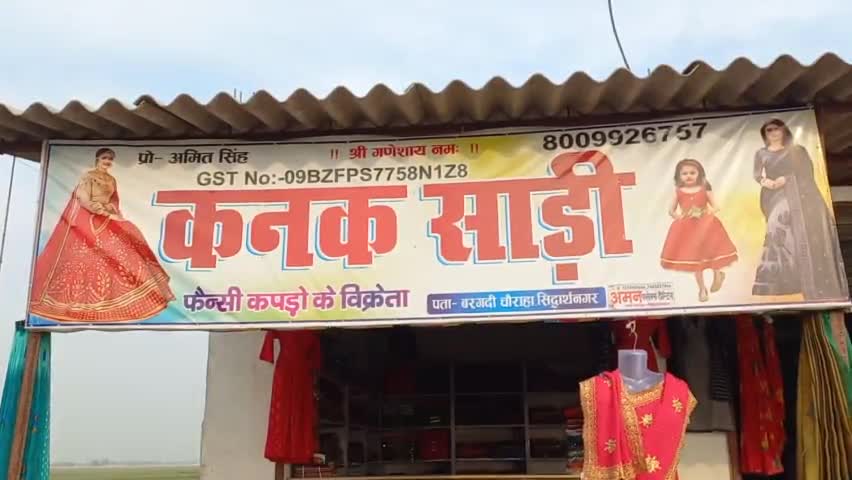 प्रो- अमित सिंह !! श्री गणेशाय नमः !! 8009926757
GST No:-09BZFPS7758N1Z8
कनक साड़ी
फैन्सी कपड़ो के विक्रेता पता- बरगदी चौराहा, सिद्धार्थनगर अमन